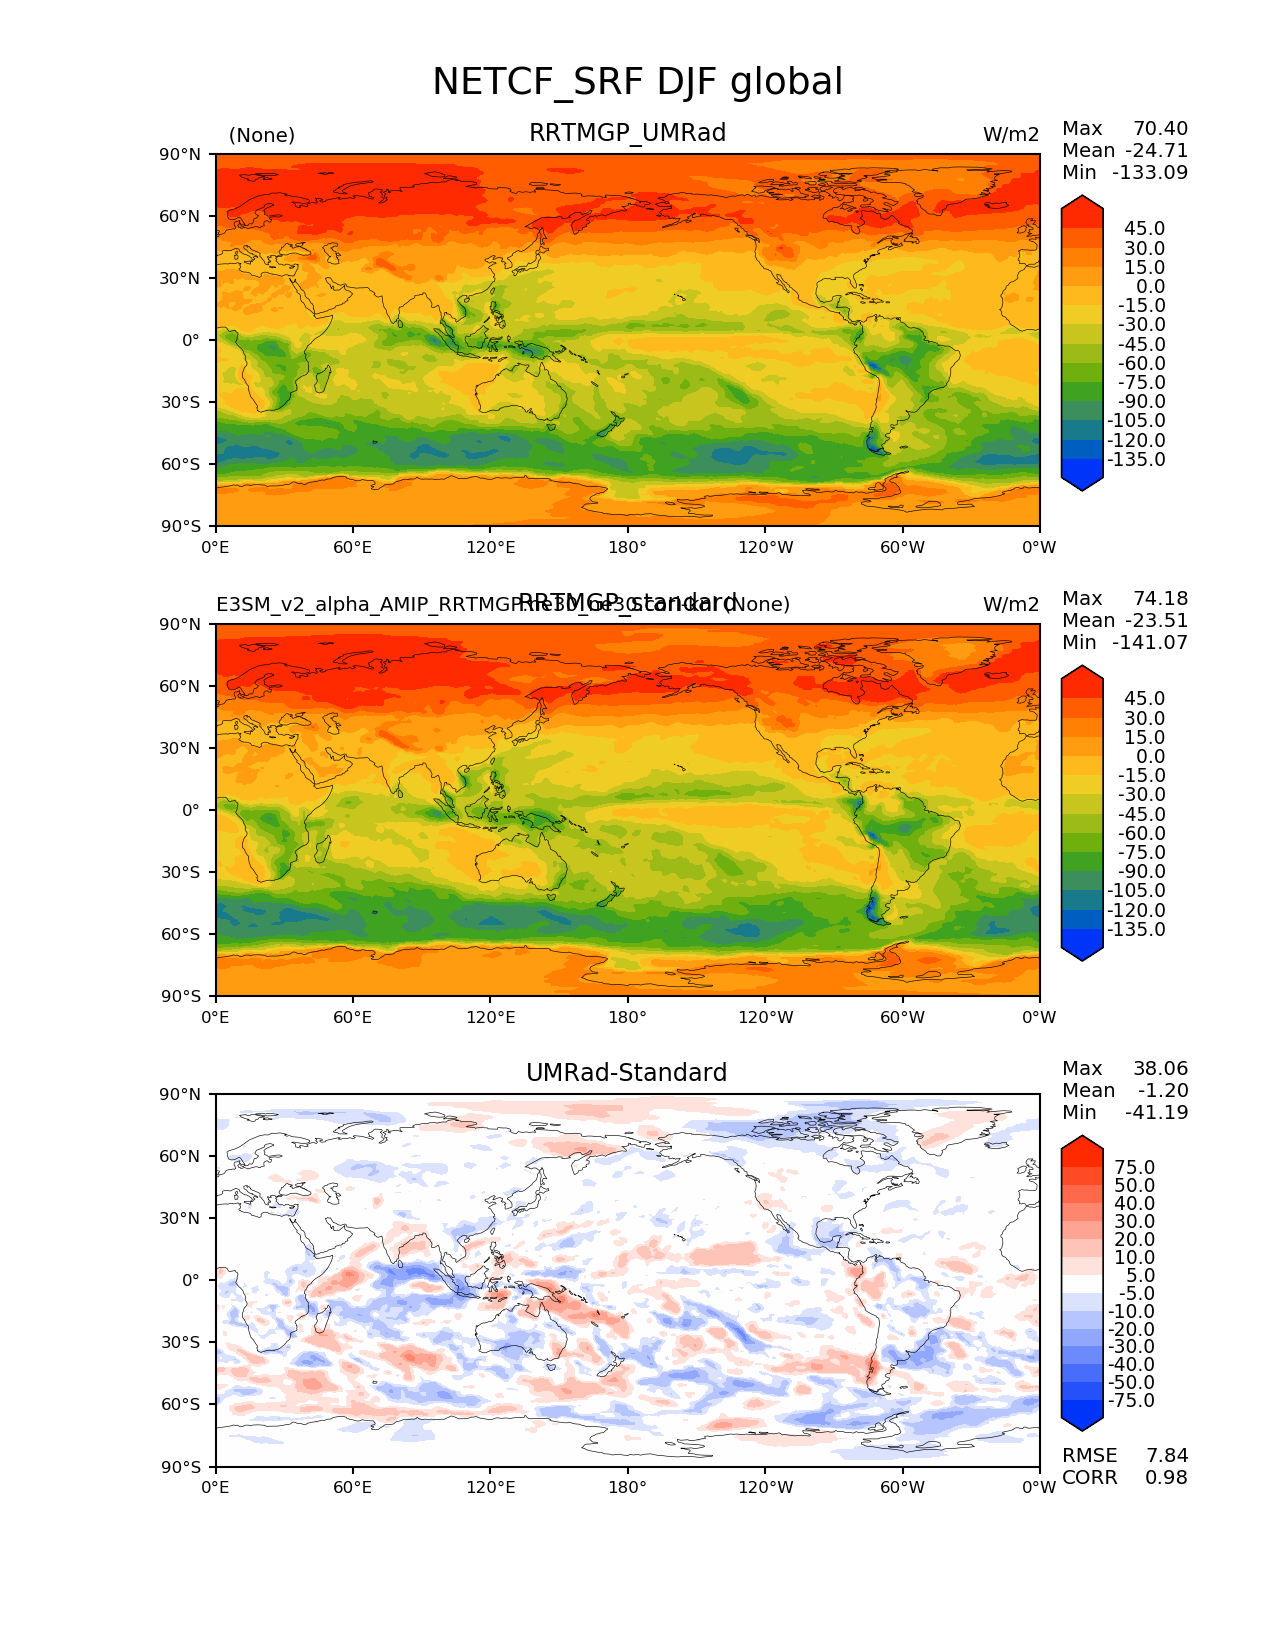 NETCF_SRF DJF global
(None) RRTMGP_UMRad W/m2
Max 70.40
Mean -24.71
Min -133.09
90°N
60°N
30°N
0°
30°S
60°S
90°S
0°E 60°E 120°E 180° 120°W 60°W 0°W
45.0
30.0
15.0
0.0
-15.0
-30.0
-45.0
-60.0
-75.0
-90.0
-105.0
-120.0
-135.0
RRTMGP_standard
E3SM_v2_alpha_AMIP_RRTMGP (None) W/m2
Max 74.18
Mean -23.51
Min -141.07
90°N
60°N
30°N
0°
30°S
60°S
90°S
0°E 60°E 120°E 180° 120°W 60°W 0°W
45.0
30.0
15.0
0.0
-15.0
-30.0
-45.0
-60.0
-75.0
-90.0
-105.0
-120.0
-135.0
UMRad-Standard
Max 38.06
Mean -1.20
Min -41.19
90°N
60°N
30°N
0°
30°S
60°S
90°S
0°E 60°E 120°E 180° 120°W 60°W 0°W
75.0
50.0
40.0
30.0
20.0
10.0
5.0
-5.0
-10.0
-20.0
-30.0
-40.0
-50.0
-75.0
RMSE 7.84
CORR 0.98